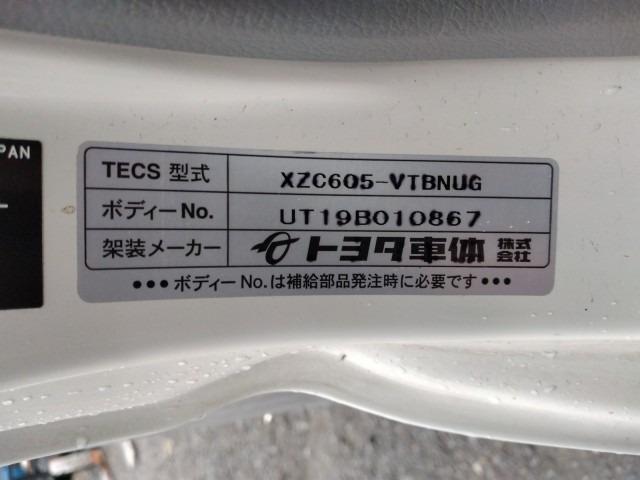 PAN
TECS 型式 XZC605-VTBNUG
ボディーNo. UT19B010867
架装メーカー トヨタ車体 株式会社
•••ボディーNo.は補給部品発注時に必要です•••